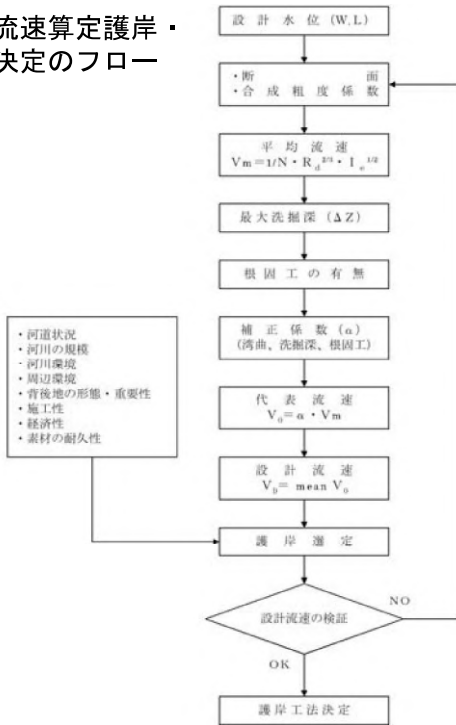 流速算定護岸・
決定のフロー
設計水位(W.L)
・断面
・合成粗度係数
平均流速
Vm=1/N・Rd^2/3・Ie^1/2
最大洗掘深(ΔZ)
根固工の有無
補正係数(α)
(湾曲、洗掘深、根固工)
代表流速
V₀=α・Vm
設計流速
V_D= mean V₀
・河道状況
・河川の規模
・河川環境
・周辺環境
・背後地の形態・重要性
・施工性
・経済性
・素材の耐久性
護岸選定
設計流速の検証
NO
OK
護岸工法決定